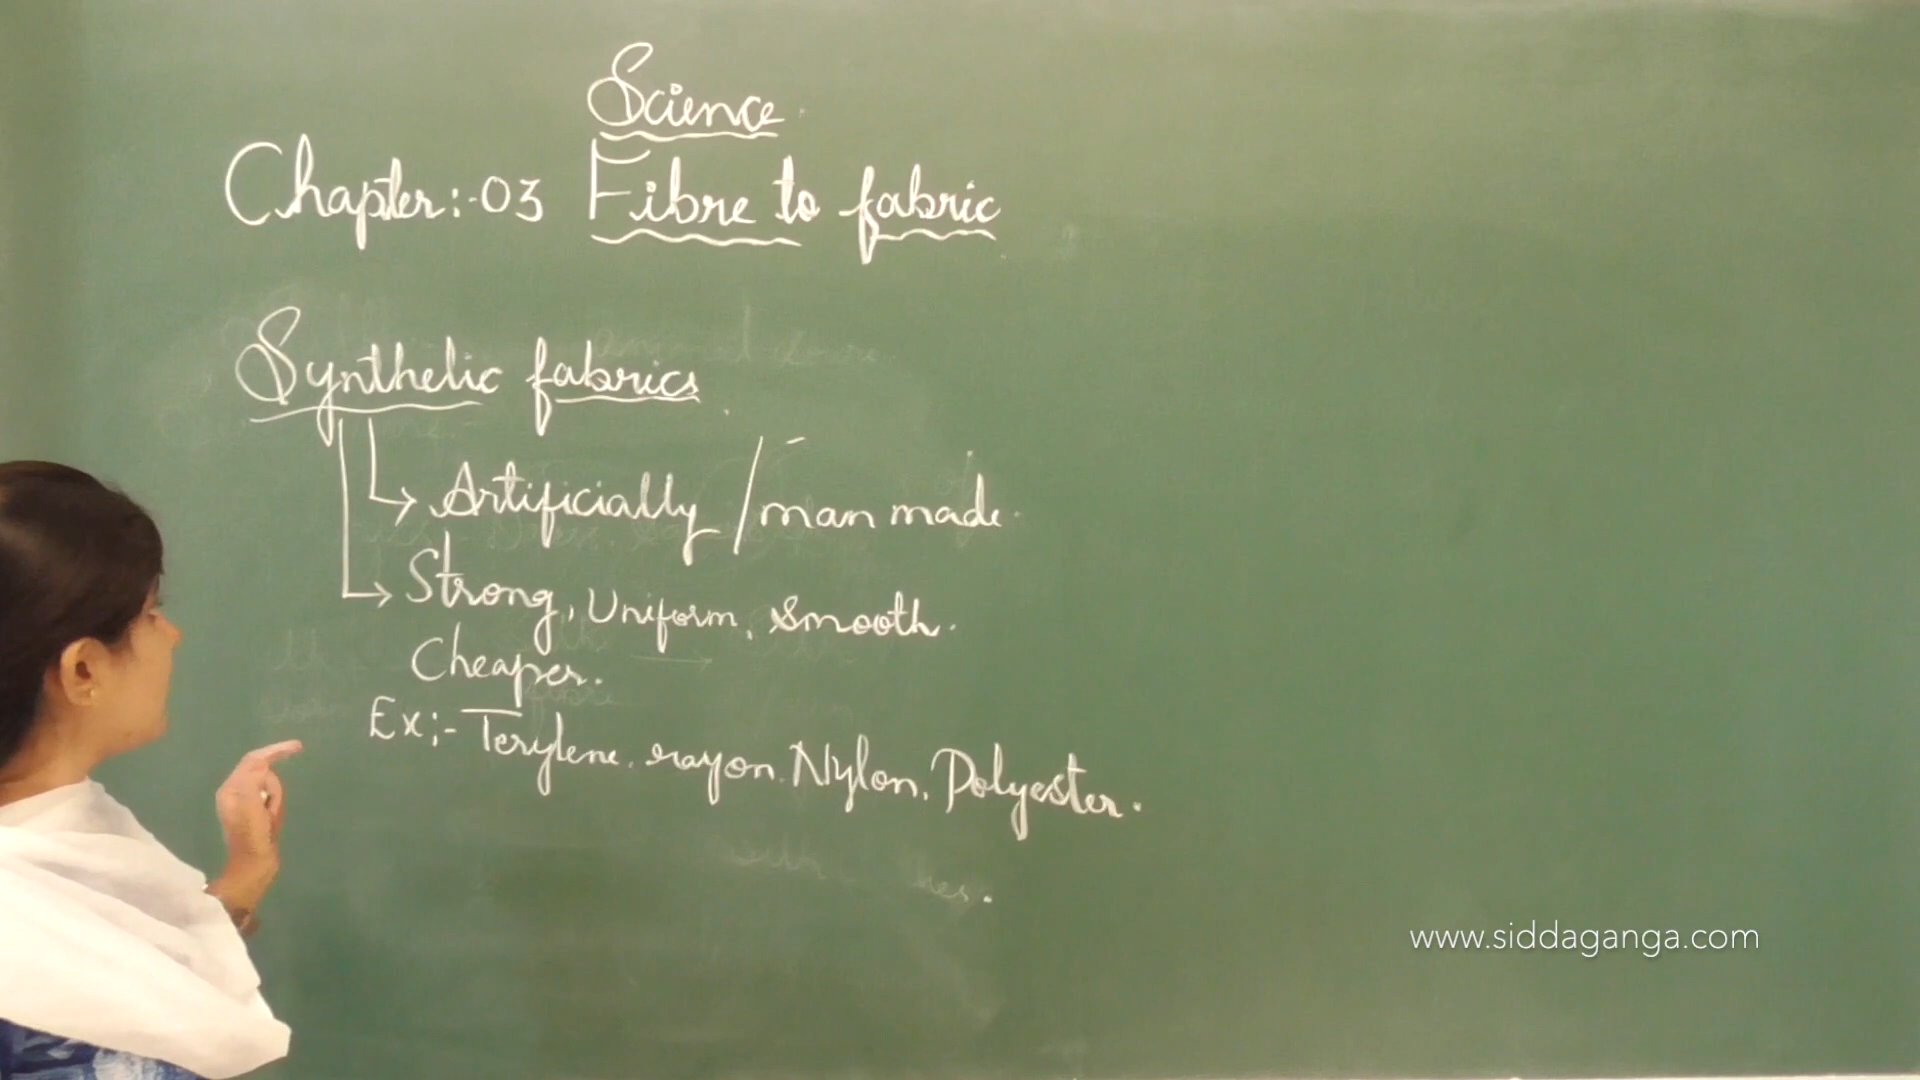 Science
Chapter:-03 Fibre to fabric
Synthetic fabrics
Artificially / man made.
Strong, Uniform, Smooth.
Cheaper.
Ex:- Terylene, rayon, Nylon, Polyester.
www.siddaganga.com